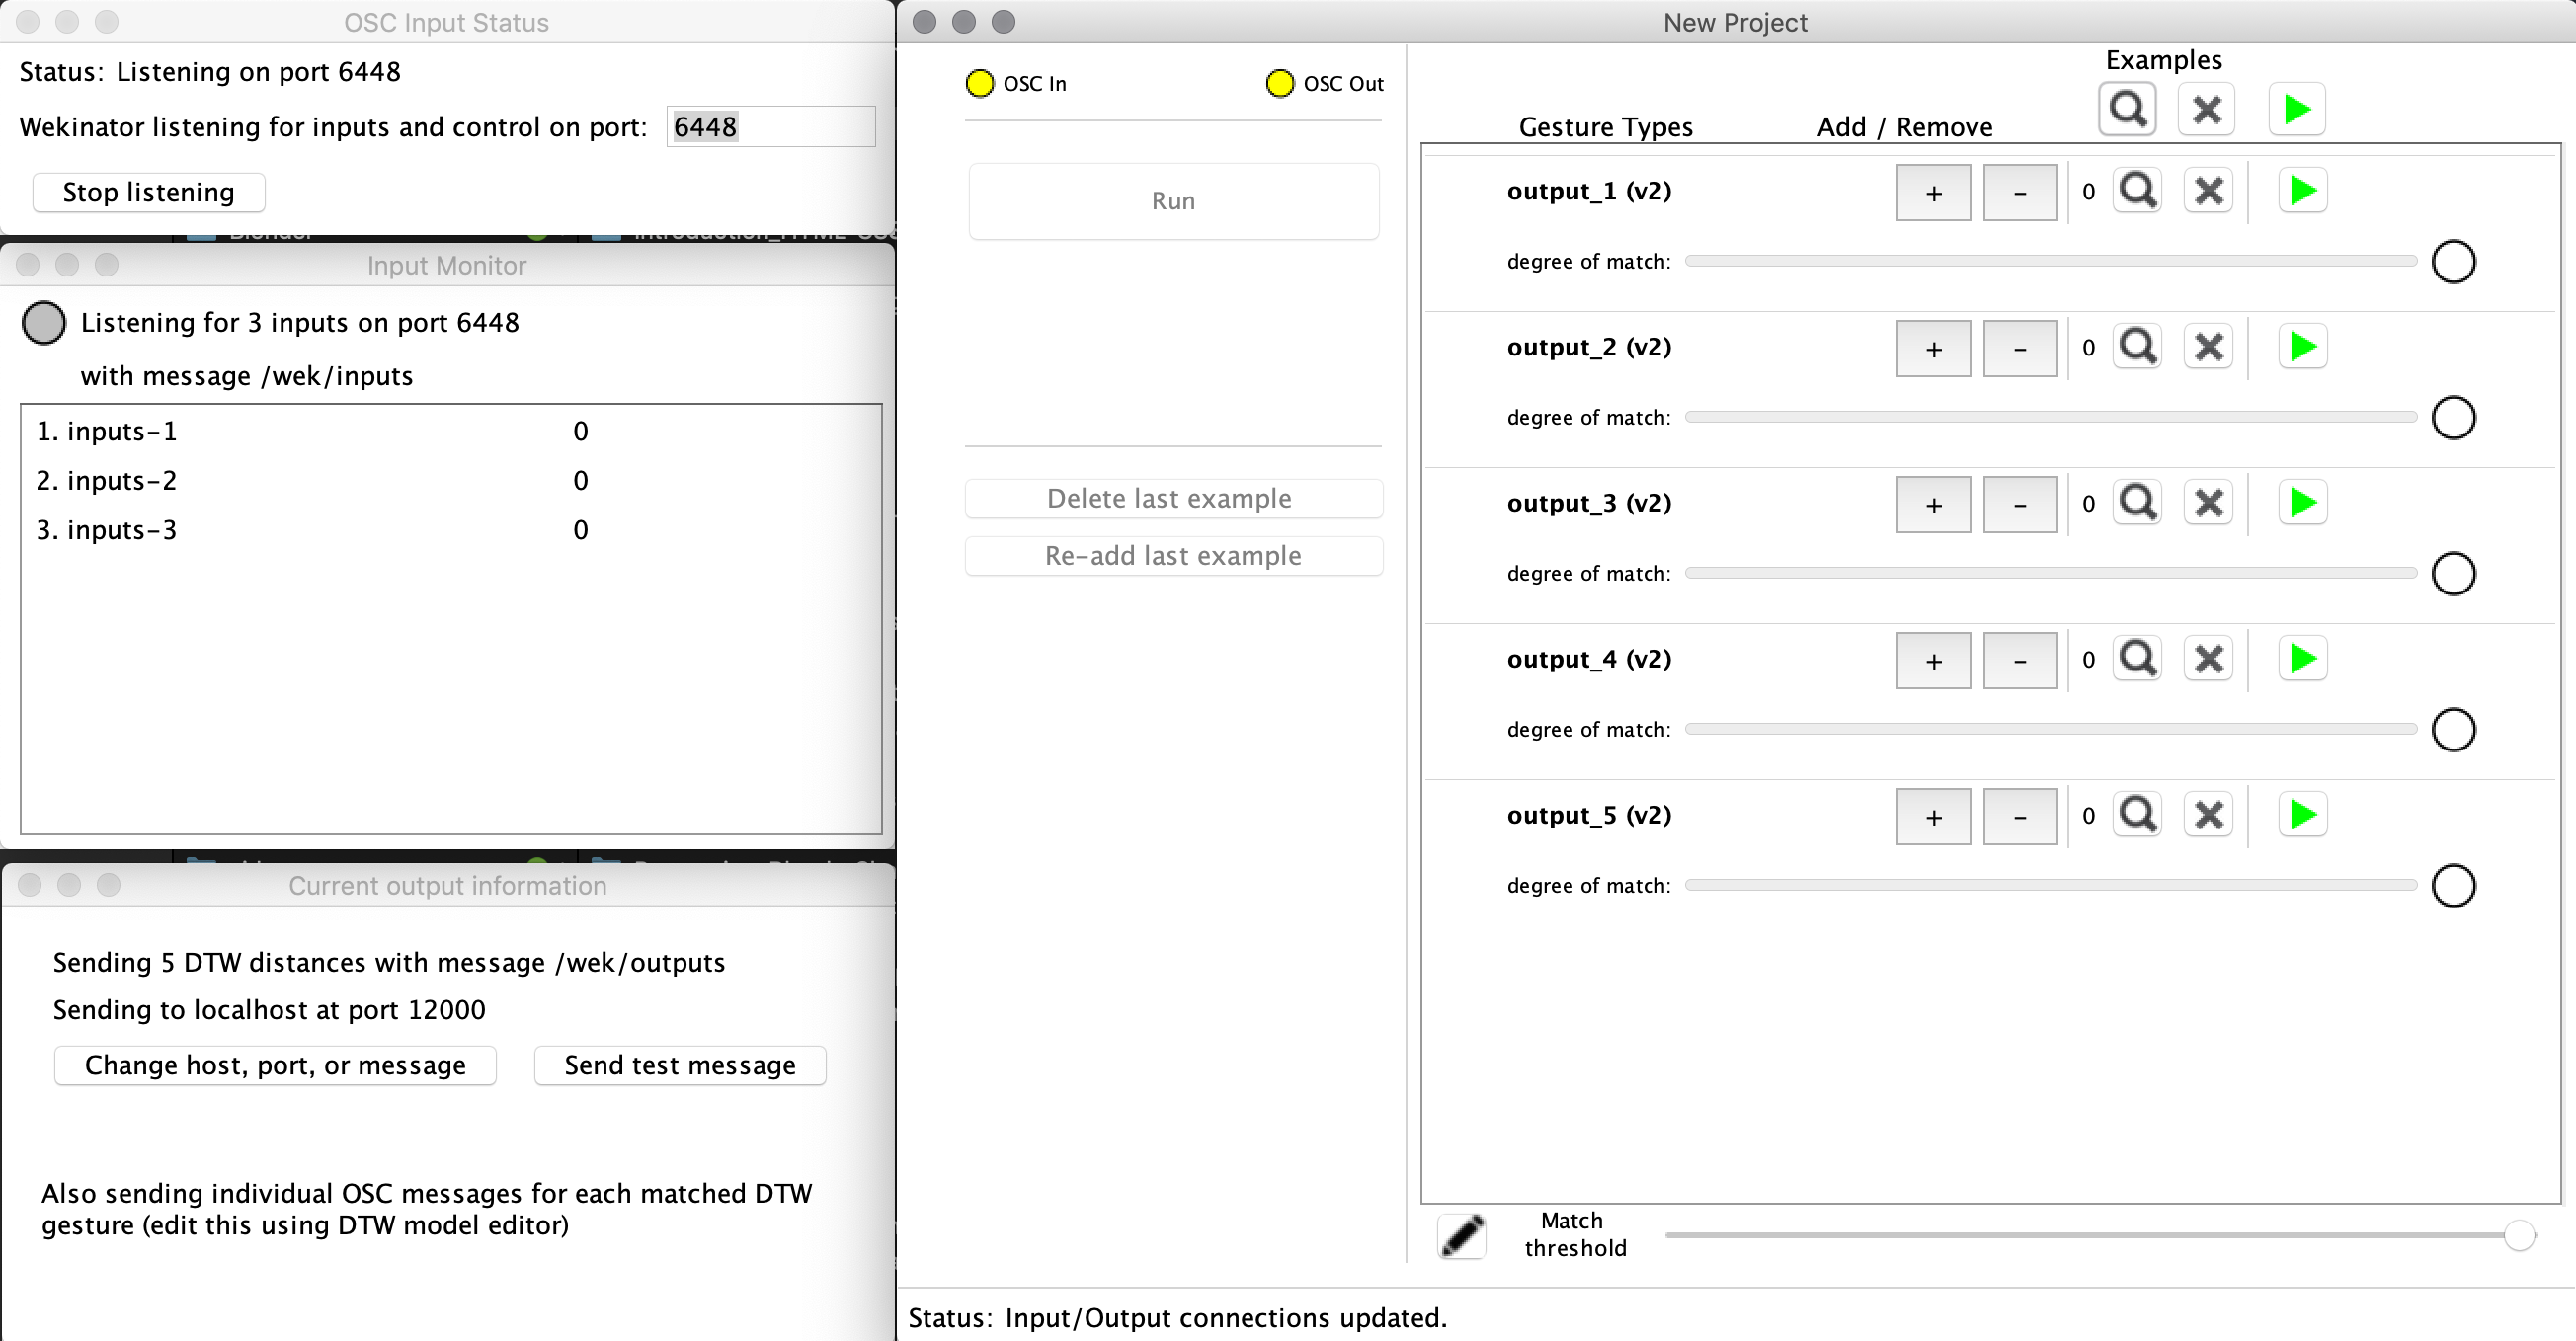 OSC Input Status
Status: Listening on port 6448
Wekinator listening for inputs and control on port: 6448
Stop listening
Input Monitor
Listening for 3 inputs on port 6448
with message /wek/inputs
1. inputs-1 0
2. inputs-2 0
3. inputs-3 0
Current output information
Sending 5 DTW distances with message /wek/outputs
Sending to localhost at port 12000
Change host, port, or message Send test message
Also sending individual OSC messages for each matched DTW
gesture (edit this using DTW model editor)
New Project
OSC In OSC Out
Run
Delete last example
Re-add last example
Examples
Gesture Types Add / Remove
output_1 (v2) + - 0
degree of match:
output_2 (v2) + - 0
degree of match:
output_3 (v2) + - 0
degree of match:
output_4 (v2) + - 0
degree of match:
output_5 (v2) + - 0
degree of match:
Match
threshold
Status: Input/Output connections updated.